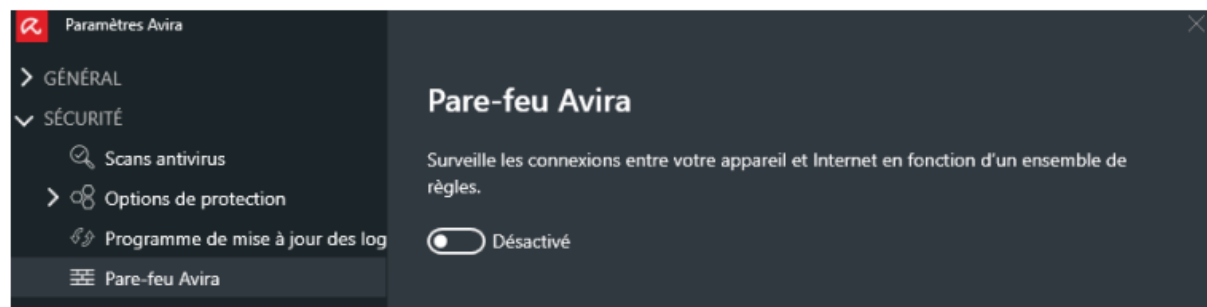 Paramètres Avira
GÉNÉRAL
SÉCURITÉ
Scans antivirus
Options de protection
Programme de mise à jour des log
Pare-feu Avira
Pare-feu Avira
Surveille les connexions entre votre appareil et Internet en fonction d'un ensemble de
règles.
Désactivé